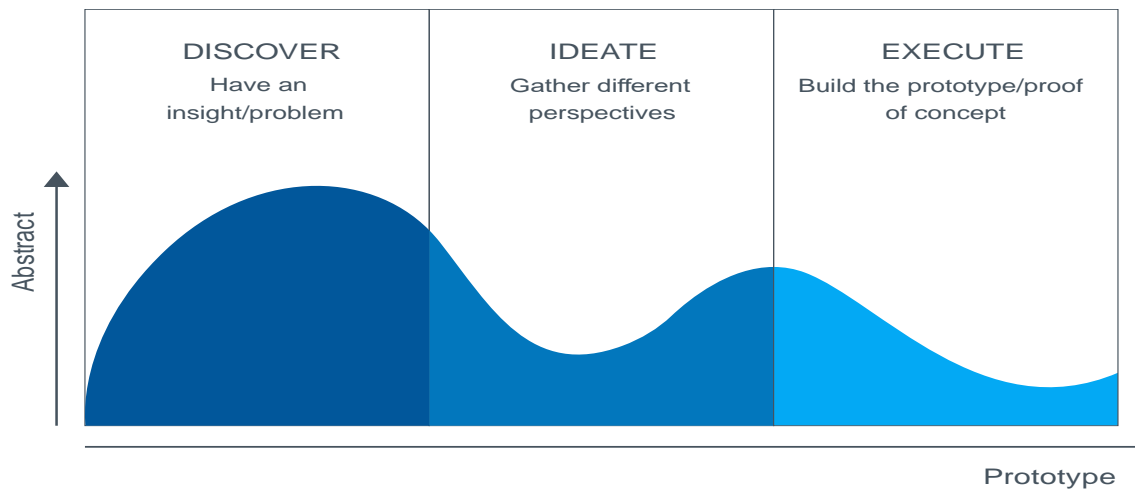 DISCOVER
Have an
insight/problem
IDEATE
Gather different
perspectives
EXECUTE
Build the prototype/proof
of concept
Abstract
Prototype